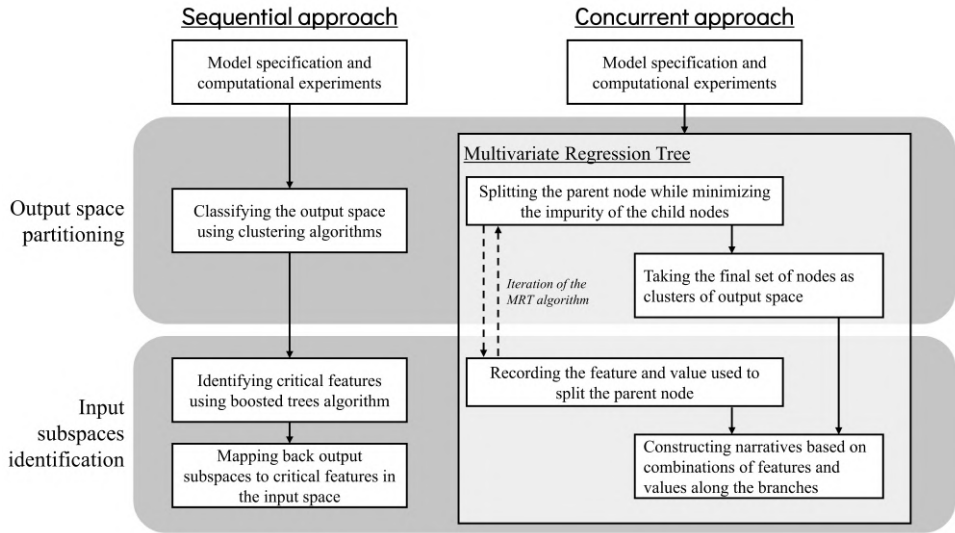 Sequential approach
Concurrent approach
Model specification and
computational experiments
Model specification and
computational experiments
Output space
partitioning
Classifying the output space
using clustering algorithms
Multivariate Regression Tree
Splitting the parent node while minimizing
the impurity of the child nodes
Iteration of the
MRT algorithm
Taking the final set of nodes as
clusters of output space
Input
subspaces
identification
Identifying critical features
using boosted trees algorithm
Mapping back output
subspaces to critical features in
the input space
Recording the feature and value used to
split the parent node
Constructing narratives based on
combinations of features and
values along the branches